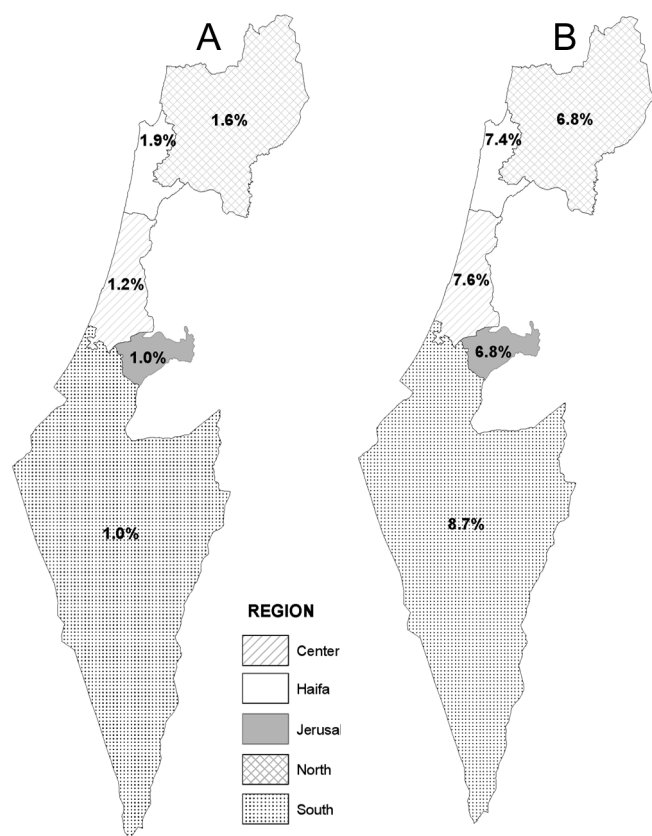 A
B
1.6%
6.8%
1.9%
7.4%
1.2%
7.6%
1.0%
6.8%
1.0%
8.7%
REGION
Center
Haifa
Jerusal
North
South